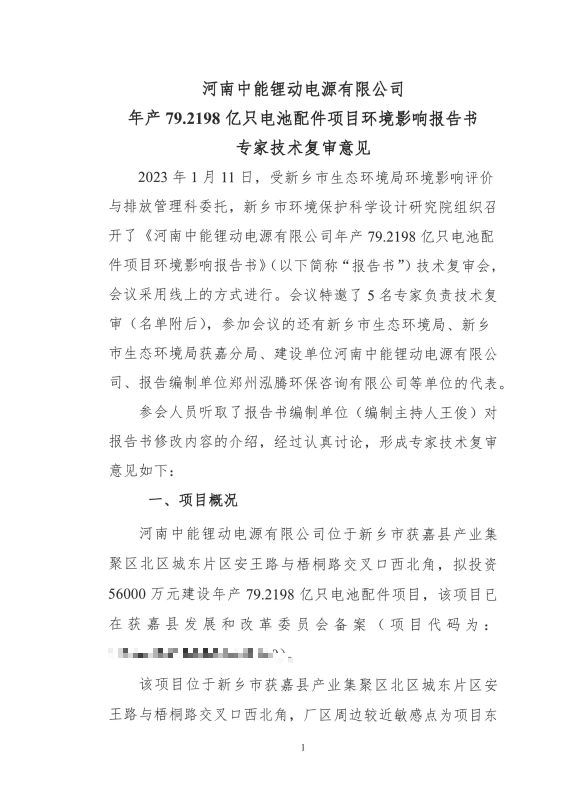 河南中能锂动电源有限公司
年产 79.2198 亿只电池配件项目环境影响报告书
专家技术复审意见
2023 年 1 月 11 日，受新乡市生态环境局环境影响评价
与排放管理科委托，新乡市环境保护科学设计研究院组织召
开了《河南中能锂动电源有限公司年产 79.2198 亿只电池配
件项目环境影响报告书》（以下简称“报告书”）技术复审会，
会议采用线上的方式进行。会议特邀了 5 名专家负责技术复
审（名单附后），参加会议的还有新乡市生态环境局、新乡
市生态环境局获嘉分局、建设单位河南中能锂动电源有限公
司、报告编制单位郑州泓腾环保咨询有限公司等单位的代表。
参会人员听取了报告书编制单位（编制主持人王俊）对
报告书修改内容的介绍，经过认真讨论，形成专家技术复审
意见如下：
一、项目概况
河南中能锂动电源有限公司位于新乡市获嘉县产业集
聚区北区城东片区安王路与梧桐路交叉口西北角，拟投资
56000 万元建设年产 79.2198 亿只电池配件项目，该项目已
在获嘉县发展和改革委员会备案（项目代码为：
该项目位于新乡市获嘉县产业集聚区北区城东片区安
王路与梧桐路交叉口西北角，厂区周边较近敏感点为项目东
1